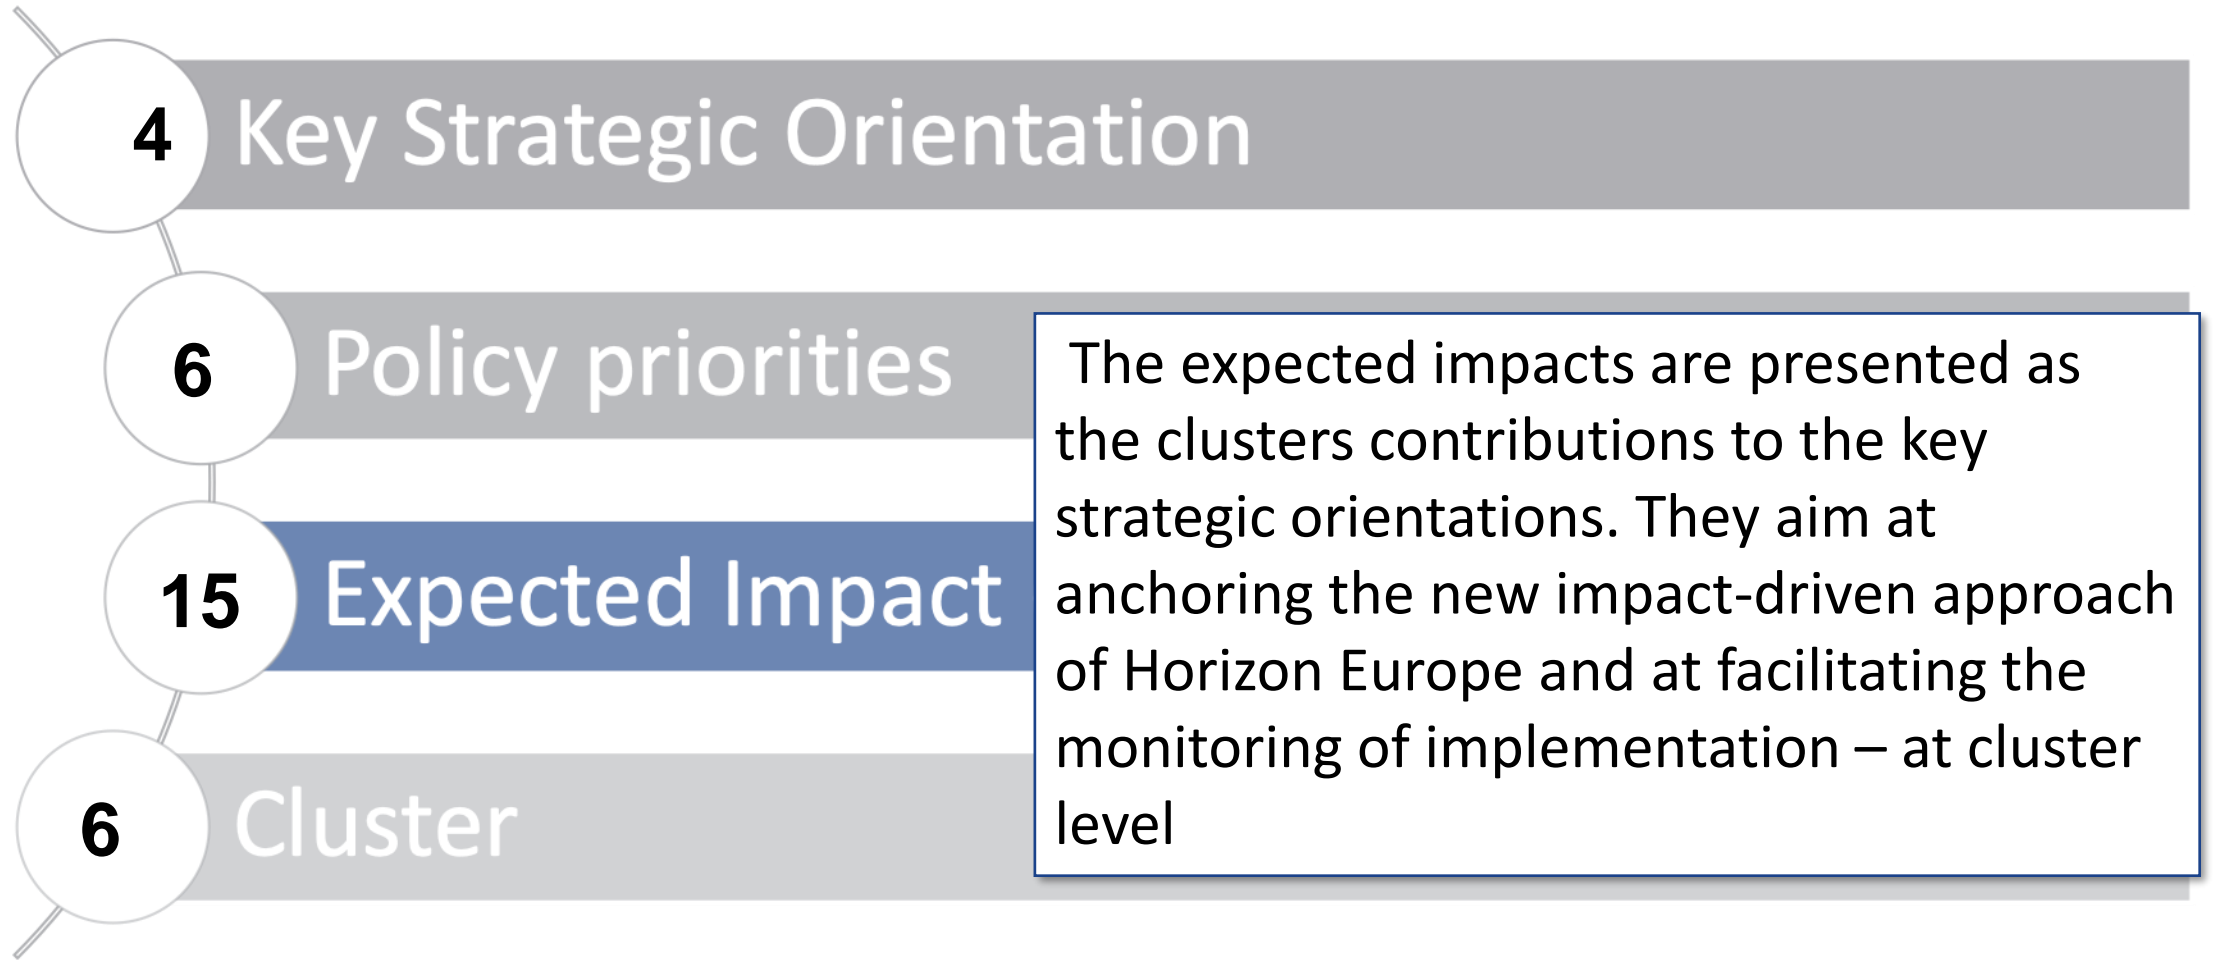 4 Key Strategic Orientation
6 Policy priorities
15 Expected Impact
The expected impacts are presented as
the clusters contributions to the key
strategic orientations. They aim at
anchoring the new impact-driven approach
of Horizon Europe and at facilitating the
monitoring of implementation – at cluster
level
6 Cluster